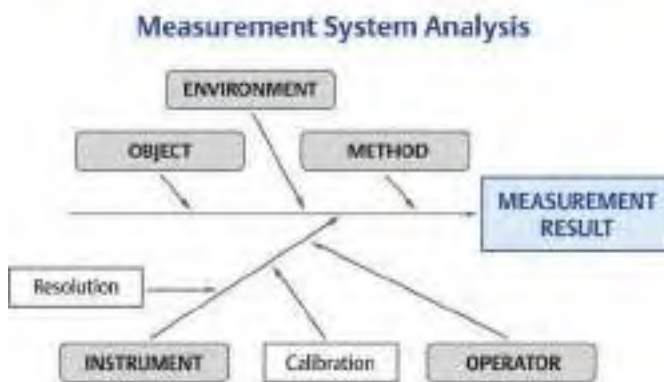 Measurement System Analysis
ENVIRONMENT
OBJECT
METHOD
MEASUREMENT
RESULT
Resolution
INSTRUMENT
Calibration
OPERATOR